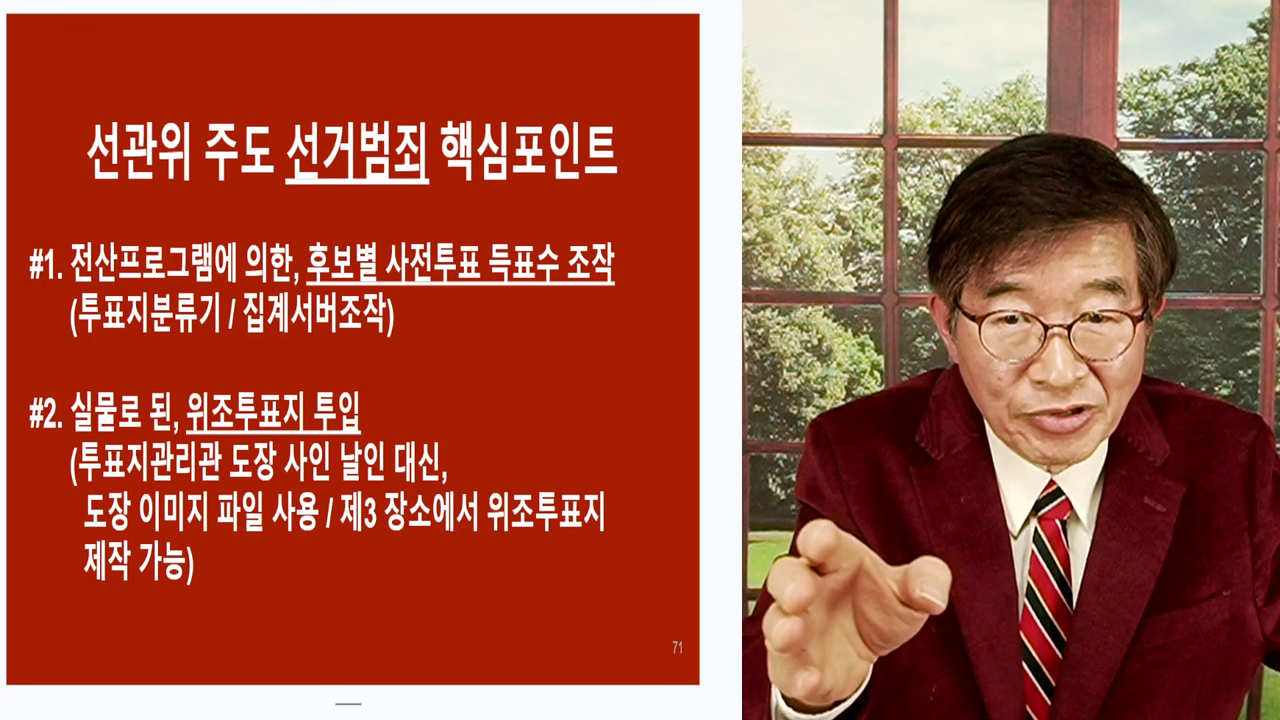 선관위 주도 선거범죄 핵심포인트
#1. 전산프로그램에 의한, 후보별 사전투표 득표수 조작
(투표지분류기 / 집계서버조작)
#2. 실물로 된, 위조투표지 투입
(투표지관리관 도장 사인 날인 대신,
도장 이미지 파일 사용 / 제3 장소에서 위조투표지
제작 가능)
71